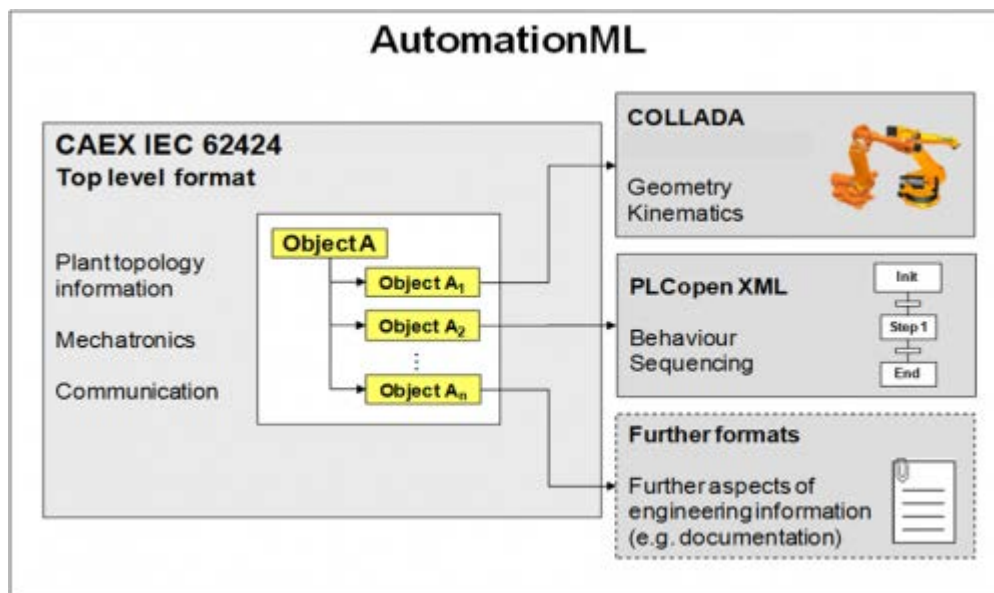 AutomationML
CAEX IEC 62424
Top level format
Plant topology
information
Mechatronics
Communication
Object A
Object A₁
Object A₂
⋮
Object Aₙ
COLLADA
Geometry
Kinematics
PLCopen XML
Behaviour
Sequencing
Init
Step 1
End
Further formats
Further aspects of
engineering information
(e.g. documentation)